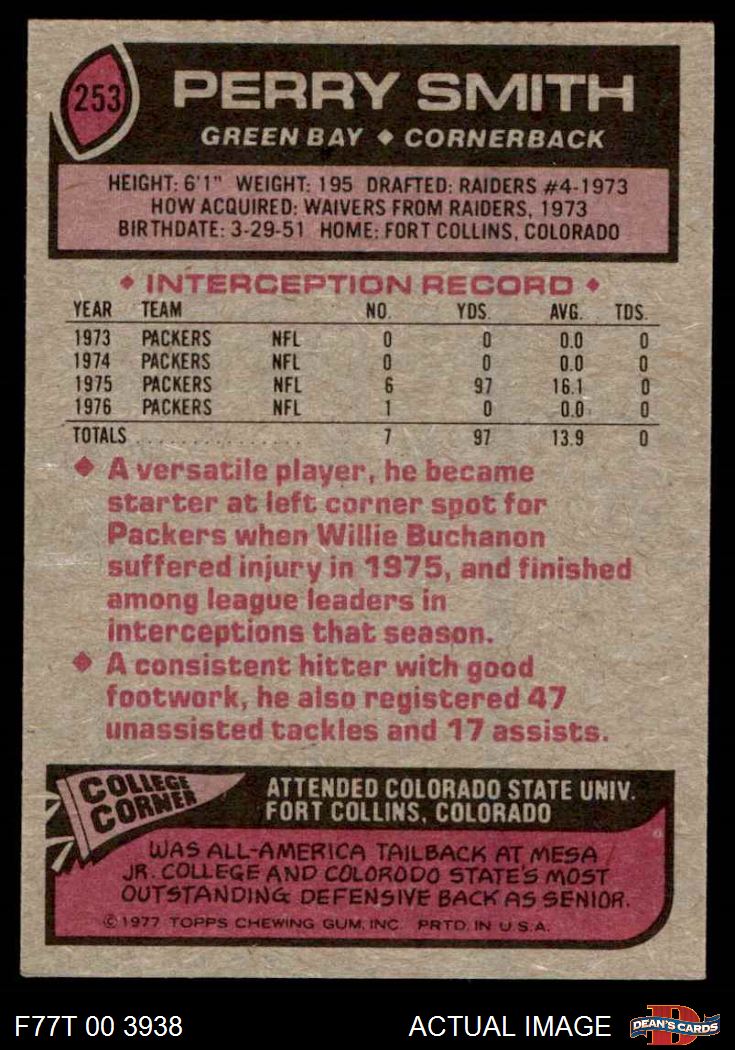 253
PERRY SMITH
GREEN BAY ◆ CORNERBACK
HEIGHT: 6'1" WEIGHT: 195 DRAFTED: RAIDERS #4-1973
HOW ACQUIRED: WAIVERS FROM RAIDERS, 1973
BIRTHDATE: 3-29-51 HOME: FORT COLLINS, COLORADO
◆ INTERCEPTION RECORD ◆
YEAR TEAM NO. YDS. AVG. TDS.
1973 PACKERS NFL 0 0 0.0 0
1974 PACKERS NFL 0 0 0.0 0
1975 PACKERS NFL 6 97 16.1 0
1976 PACKERS NFL 1 0 0.0 0
TOTALS . . . . . . . . . . . . . . . . 7 97 13.9 0
◆ A versatile player, he became
starter at left corner spot for
Packers when Willie Buchanon
suffered injury in 1975, and finished
among league leaders in
interceptions that season.
◆ A consistent hitter with good
footwork, he also registered 47
unassisted tackles and 17 assists.
COLLEGE
CORNER
ATTENDED COLORADO STATE UNIV.
FORT COLLINS, COLORADO
WAS ALL-AMERICA TAILBACK AT MESA
JR. COLLEGE AND COLORODO STATE'S MOST
OUTSTANDING DEFENSIVE BACK AS SENIOR.
©1977 TOPPS CHEWING GUM, INC. PRTD. IN U.S.A.
F77T 00 3938 ACTUAL IMAGE
D
DEAN'S CARDS